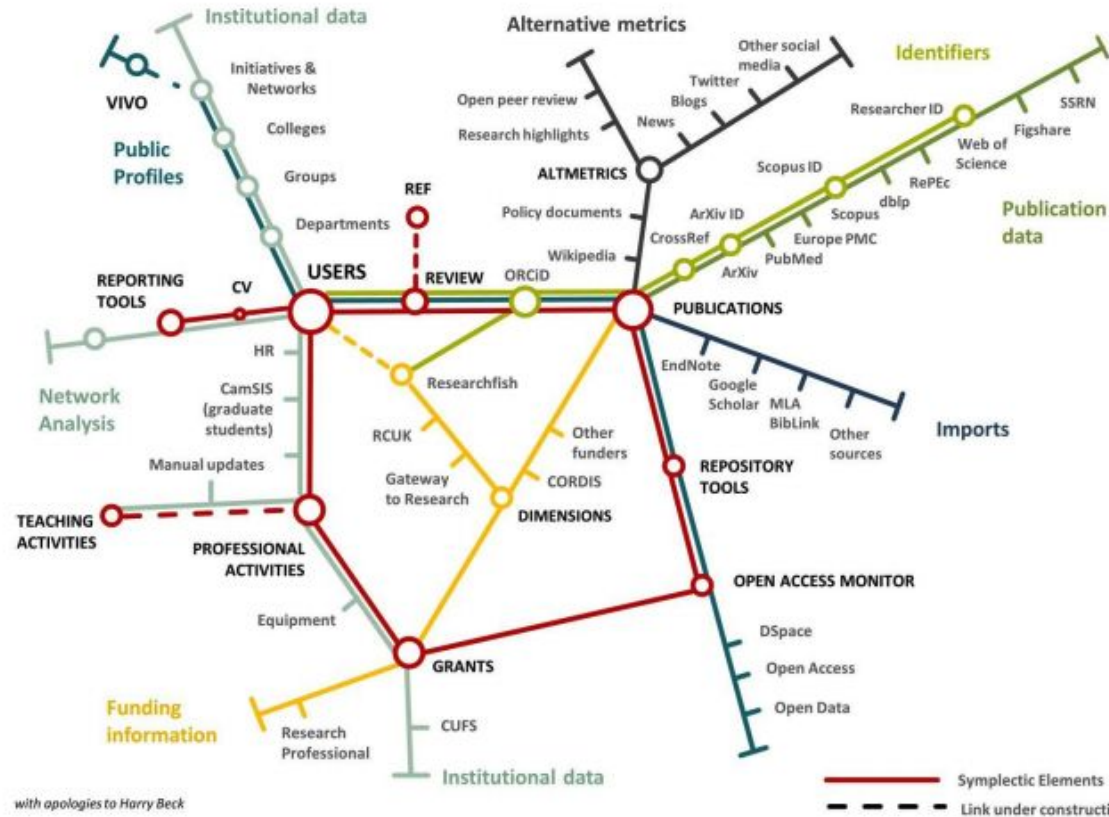 Institutional data
Alternative metrics
Identifiers
VIVO
Public
Profiles
Initiatives &
Networks
Colleges
Groups
Departments
REF
Open peer review
Research highlights
News
Blogs
Twitter
Other social
media
ALTMETRICS
Policy documents
Wikipedia
Researcher ID
Scopus ID
ArXiv ID
CrossRef
SSRN
Figshare
Web of
Science
RePEc
dblp
Scopus
Europe PMC
PubMed
ArXiv
Publication
data
REPORTING
TOOLS
CV
USERS
REVIEW
ORCiD
PUBLICATIONS
Network
Analysis
HR
CamSIS
(graduate
students)
Manual updates
Researchfish
RCUK
Gateway
to Research
Other
funders
CORDIS
DIMENSIONS
EndNote
Google
Scholar
MLA
BibLink
Other
sources
Imports
REPOSITORY
TOOLS
TEACHING
ACTIVITIES
PROFESSIONAL
ACTIVITIES
OPEN ACCESS MONITOR
Equipment
GRANTS
DSpace
Open Access
Open Data
Funding
information
Research
Professional
CUFS
Institutional data
with apologies to Harry Beck
Symplectic Elements
Link under constructi